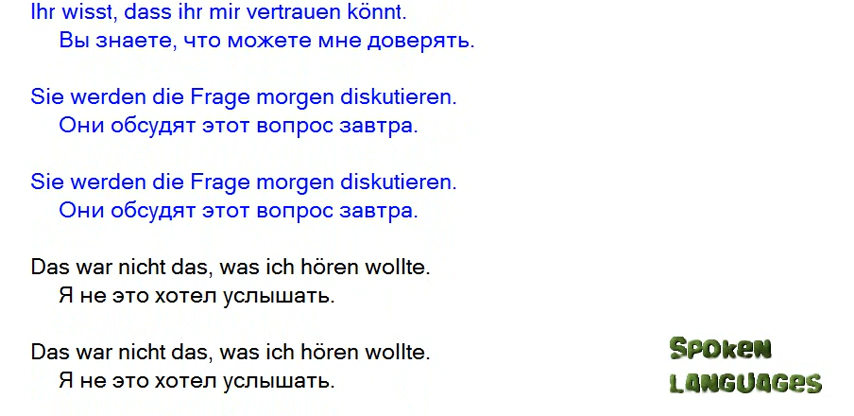 Ihr wisst, dass ihr mir vertrauen könnt.
Вы знаете, что можете мне доверять.
Sie werden die Frage morgen diskutieren.
Они обсудят этот вопрос завтра.
Sie werden die Frage morgen diskutieren.
Они обсудят этот вопрос завтра.
Das war nicht das, was ich hören wollte.
Я не это хотел услышать.
Das war nicht das, was ich hören wollte.
Я не это хотел услышать.
Spoken
Languages